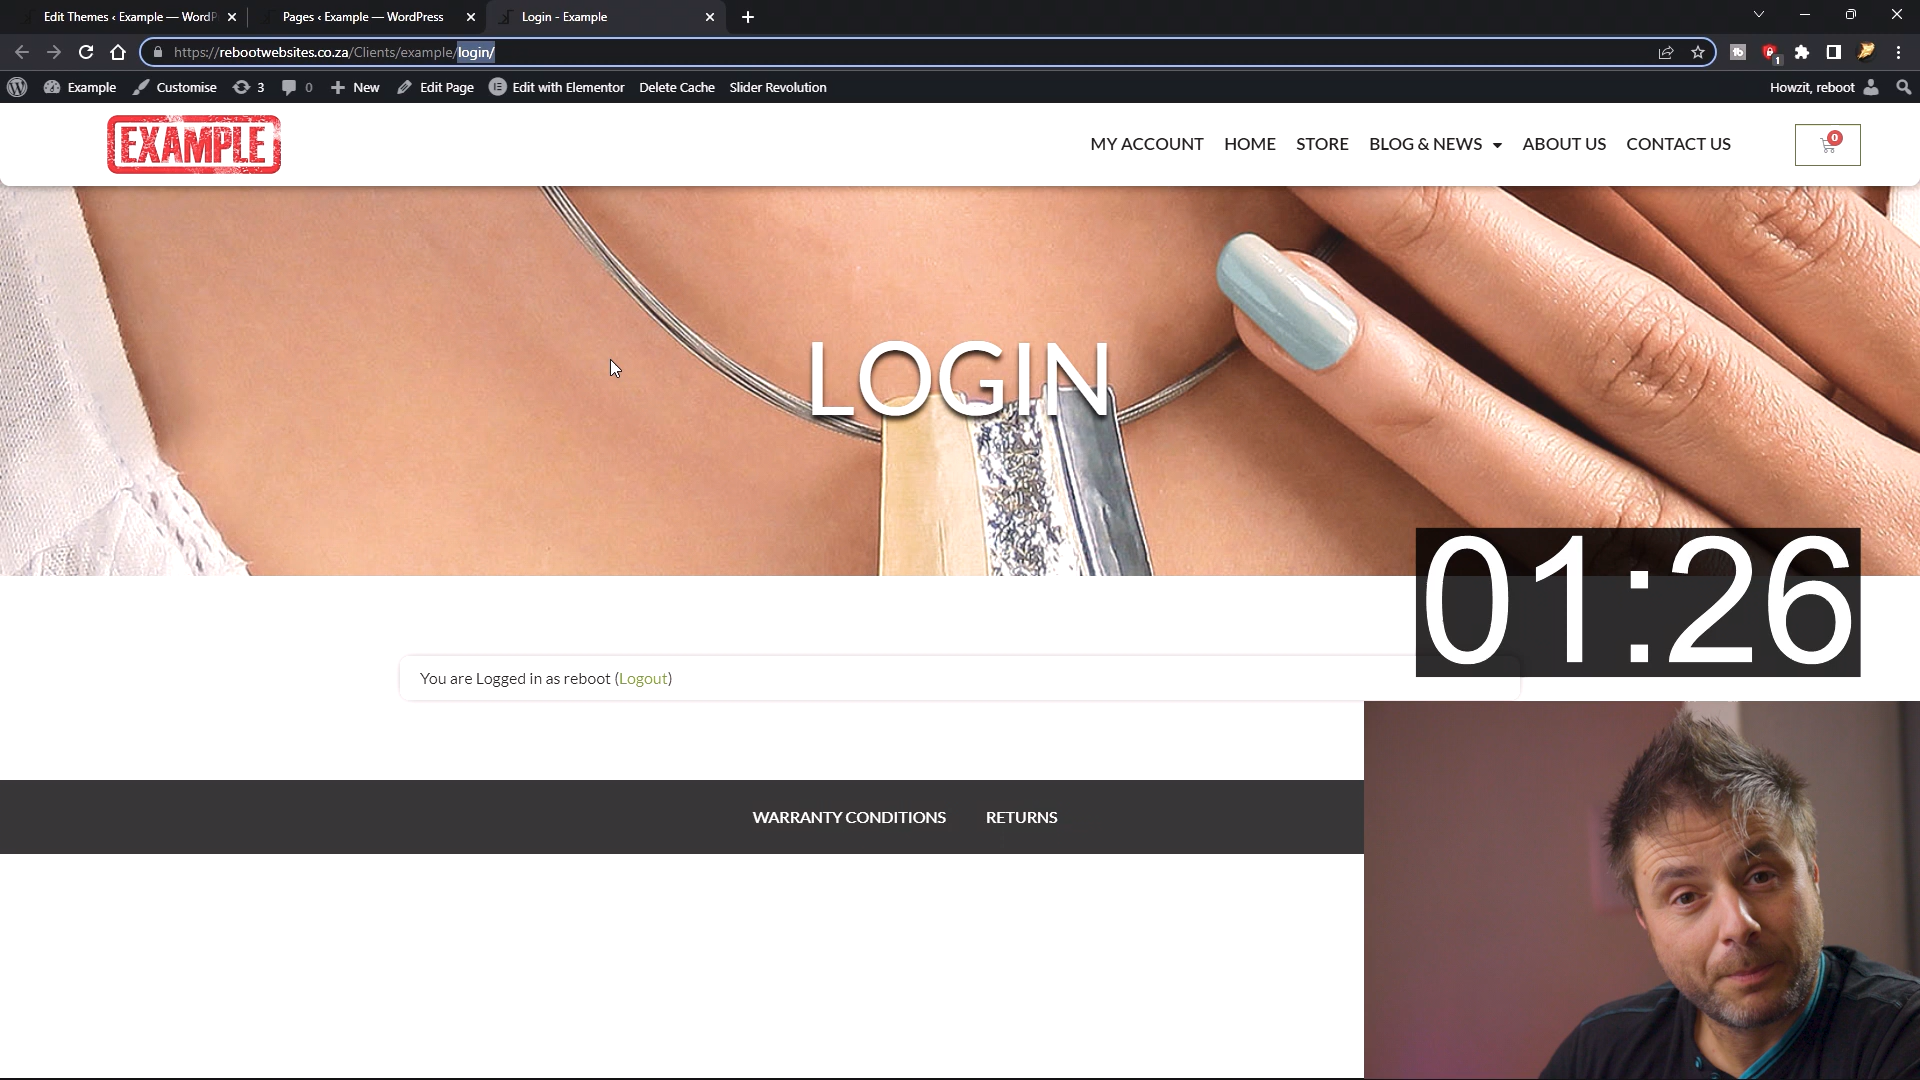 Edit Themes ‹ Example — WordP
Pages ‹ Example — WordPress
Login - Example
https://rebootwebsites.co.za/Clients/example/login/
1
Example
Customise
3
0
New
Edit Page
Edit with Elementor
Delete Cache
Slider Revolution
Howzit, reboot
EXAMPLE
MY ACCOUNT
HOME
STORE
BLOG & NEWS
ABOUT US
CONTACT US
0
LOGIN
01:26
You are Logged in as reboot (Logout)
WARRANTY CONDITIONS
RETURNS